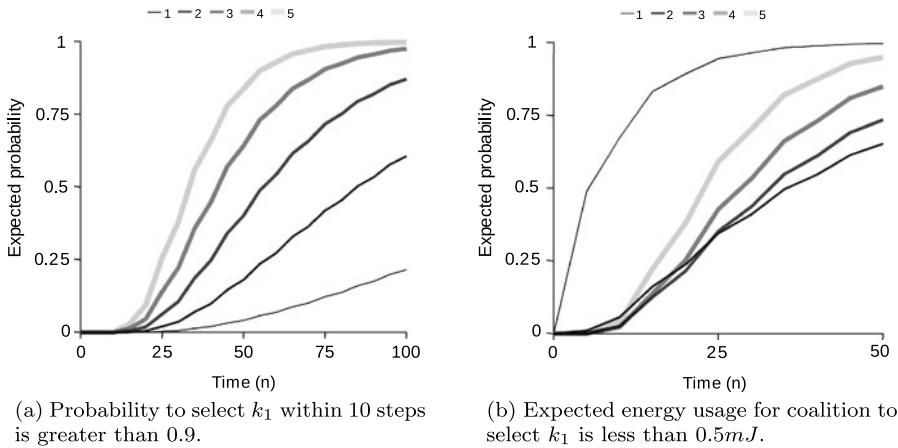 1 2 3 4 5
Expected probability
1
0.75
0.5
0.25
0
0 25 50 75 100
Time (n)
(a) Probability to select k₁ within 10 steps
is greater than 0.9.
1 2 3 4 5
Expected probability
1
0.75
0.5
0.25
0
0 25 50
Time (n)
(b) Expected energy usage for coalition to
select k₁ is less than 0.5mJ.